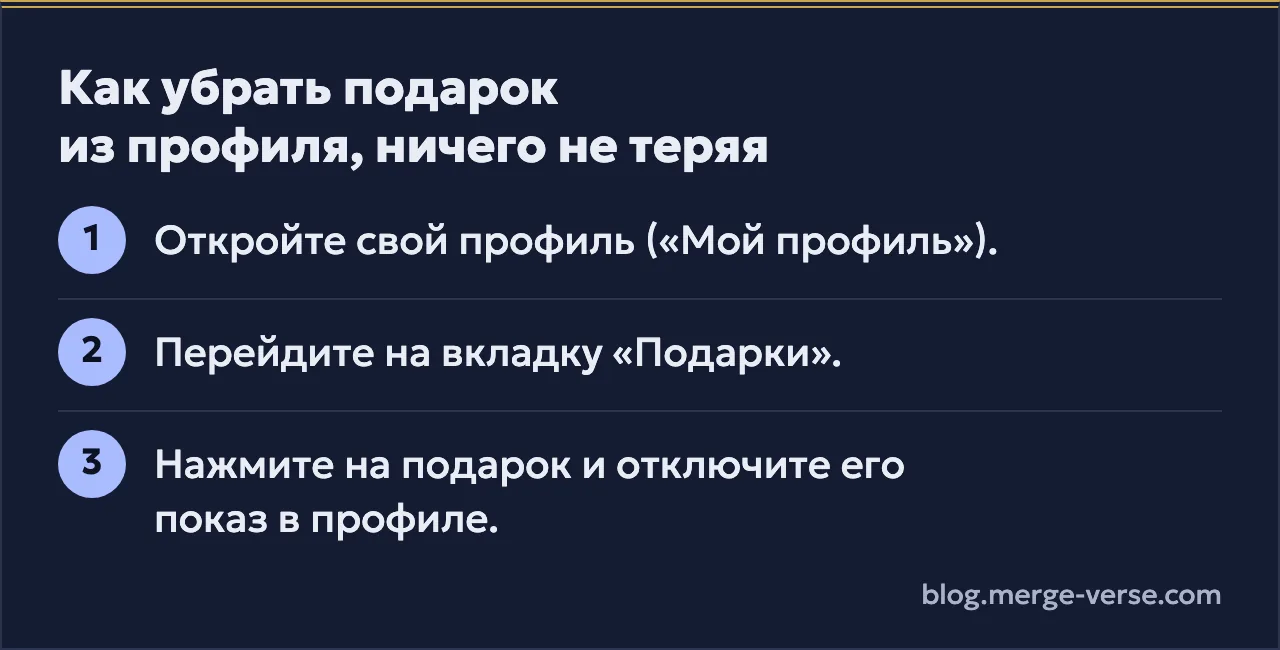 Как убрать подарок
из профиля, ничего не теряя
1 Откройте свой профиль («Мой профиль»).
2 Перейдите на вкладку «Подарки».
3 Нажмите на подарок и отключите его
показ в профиле.
blog.merge-verse.com